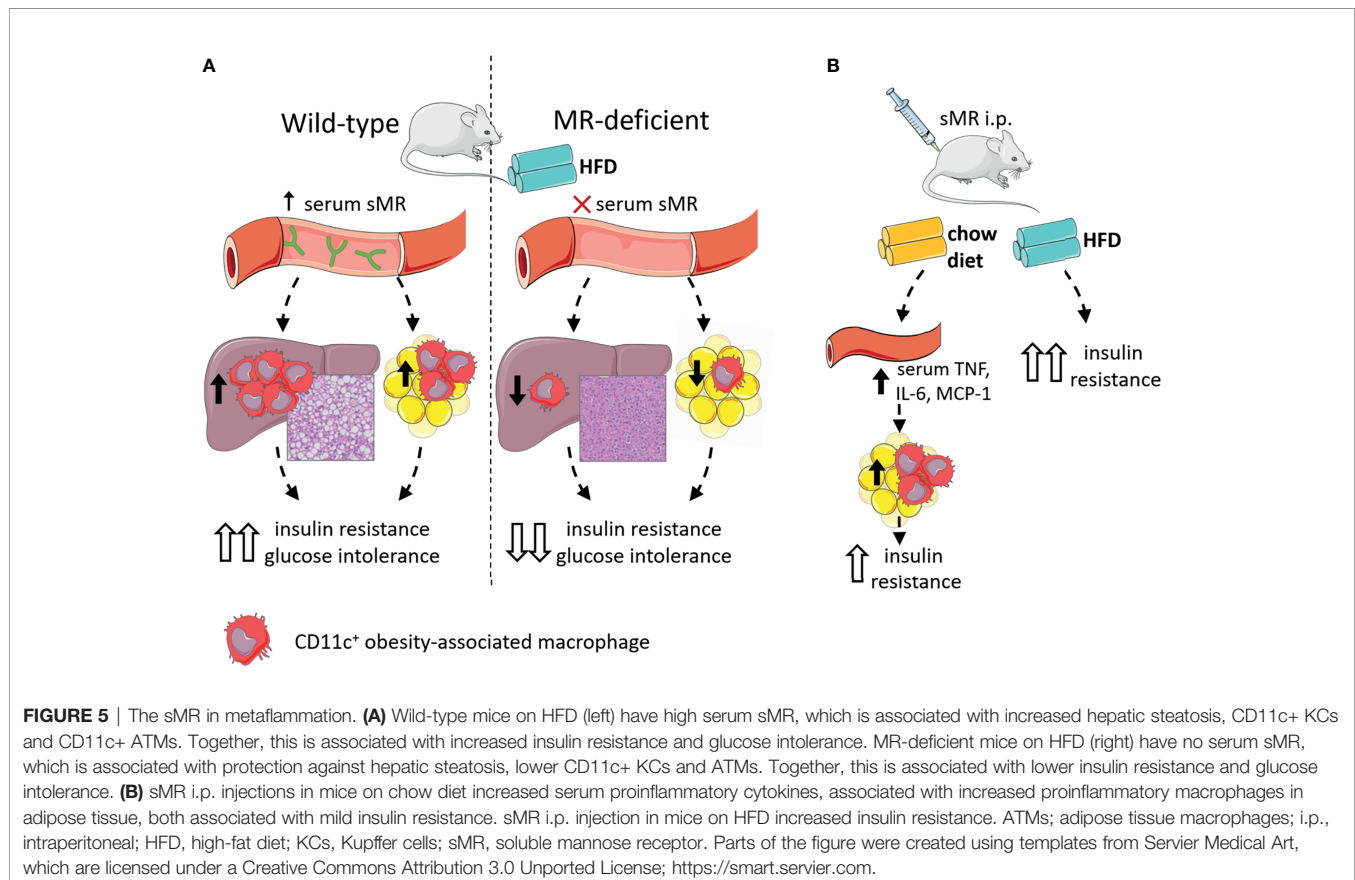 A
Wild-type
MR-deficient
HFD
↑ serum sMR
✕ serum sMR
insulin resistance
glucose intolerance
insulin resistance
glucose intolerance
CD11c⁺ obesity-associated macrophage
B
sMR i.p.
chow
diet
HFD
serum TNF,
IL-6, MCP-1
insulin
resistance
insulin
resistance
FIGURE 5 | The sMR in metaflammation. (A) Wild-type mice on HFD (left) have high serum sMR, which is associated with increased hepatic steatosis, CD11c+ KCs
and CD11c+ ATMs. Together, this is associated with increased insulin resistance and glucose intolerance. MR-deficient mice on HFD (right) have no serum sMR,
which is associated with protection against hepatic steatosis, lower CD11c+ KCs and ATMs. Together, this is associated with lower insulin resistance and glucose
intolerance. (B) sMR i.p. injections in mice on chow diet increased serum proinflammatory cytokines, associated with increased proinflammatory macrophages in
adipose tissue, both associated with mild insulin resistance. sMR i.p. injection in mice on HFD increased insulin resistance. ATMs; adipose tissue macrophages; i.p.,
intraperitoneal; HFD, high-fat diet; KCs, Kupffer cells; sMR, soluble mannose receptor. Parts of the figure were created using templates from Servier Medical Art,
which are licensed under a Creative Commons Attribution 3.0 Unported License; https://smart.servier.com.